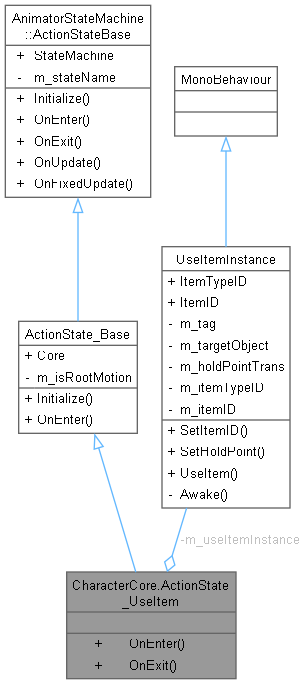 AnimatorStateMachine
::ActionStateBase
+ StateMachine
- m_stateName
+ Initialize()
+ OnEnter()
+ OnExit()
+ OnUpdate()
+ OnFixedUpdate()
MonoBehaviour
UseItemInstance
+ ItemTypeID
+ ItemID
- m_tag
- m_targetObject
- m_holdPointTrans
- m_itemTypeID
- m_itemID
+ SetItemID()
+ SetHoldPoint()
+ UseItem()
- Awake()
ActionState_Base
+ Core
- m_isRootMotion
+ Initialize()
+ OnEnter()
-m_useItemInstance
CharacterCore.ActionState
_UseItem
+ OnEnter()
+ OnExit()